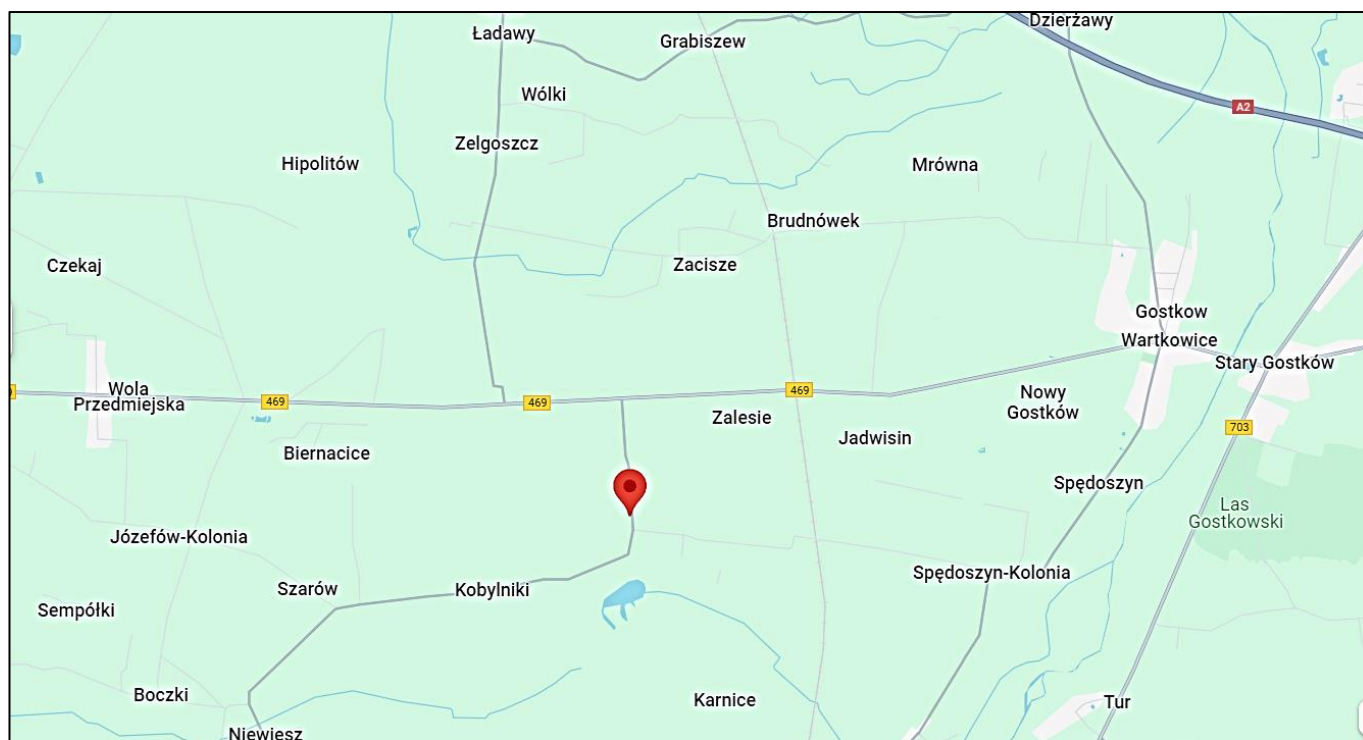 Dzierżawy
Ładawy
Grabiszew
Wólki
A2
Zelgoszcz
Hipolitów
Mrówna
Brudnówek
Czekaj
Zacisze
Gostkow
Wartkowice
Stary Gostków
Wola
Przedmiejska
469
469
469
Nowy
Gostków
Zalesie
703
Jadwisin
Biernacice
Spędoszyn
Las
Gostkowski
Józefów-Kolonia
Spędoszyn-Kolonia
Szarów
Kobylniki
Sempółki
Boczki
Karnice
Tur
Niewiesz